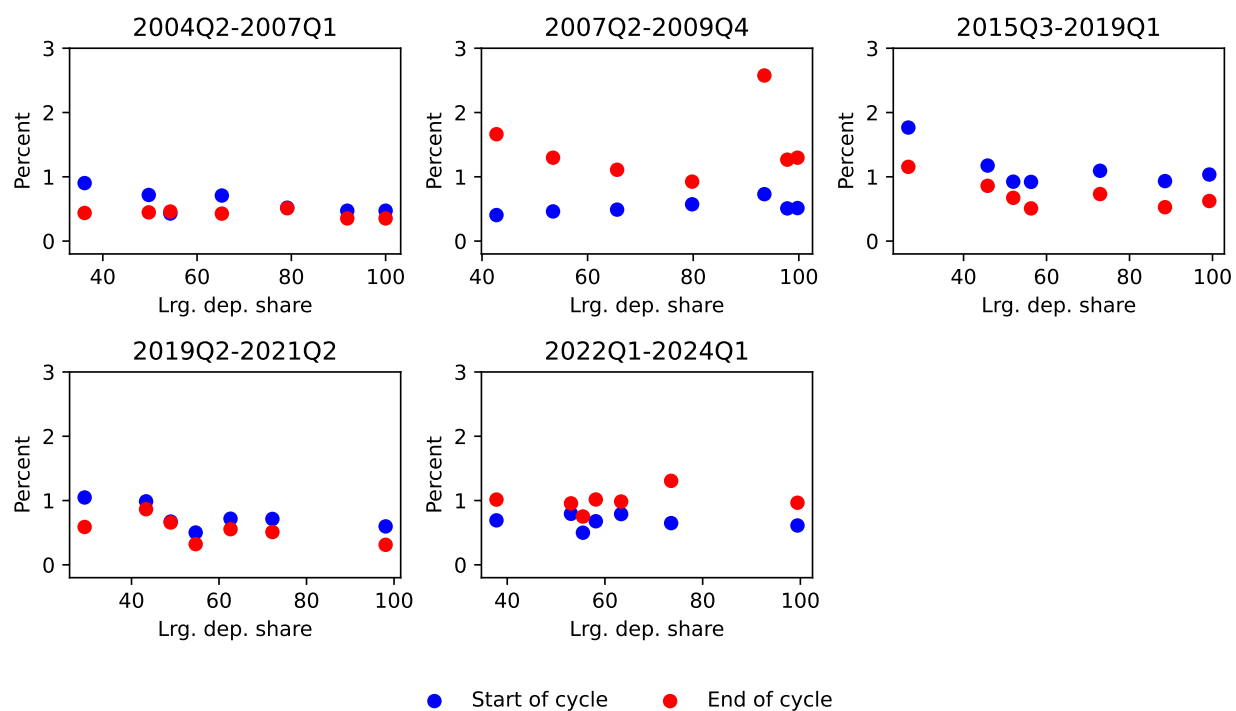 2004Q2-2007Q1
2007Q2-2009Q4
2015Q3-2019Q1
3
2
1
0
Percent
40
60
80
100
Lrg. dep. share
3
2
1
0
Percent
40
60
80
100
Lrg. dep. share
3
2
1
0
Percent
40
60
80
100
Lrg. dep. share
2019Q2-2021Q2
2022Q1-2024Q1
3
2
1
0
Percent
40
60
80
100
Lrg. dep. share
3
2
1
0
Percent
40
60
80
100
Lrg. dep. share
Start of cycle
End of cycle